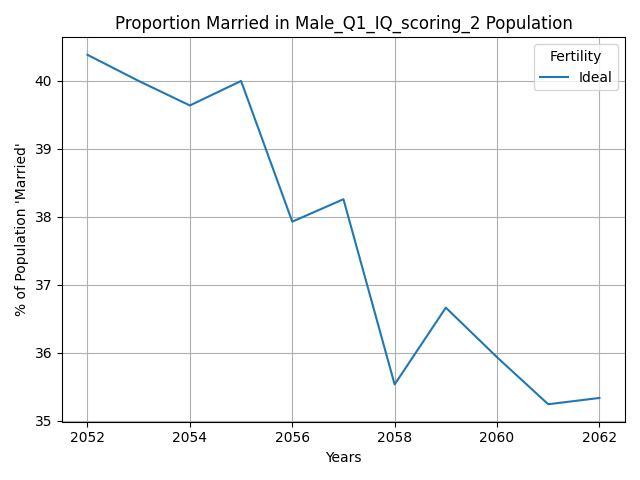 Proportion Married in Male_Q1_IQ_scoring_2 Population
Fertility
Ideal
% of Population 'Married'
40
39
38
37
36
35
2052
2054
2056
2058
2060
2062
Years